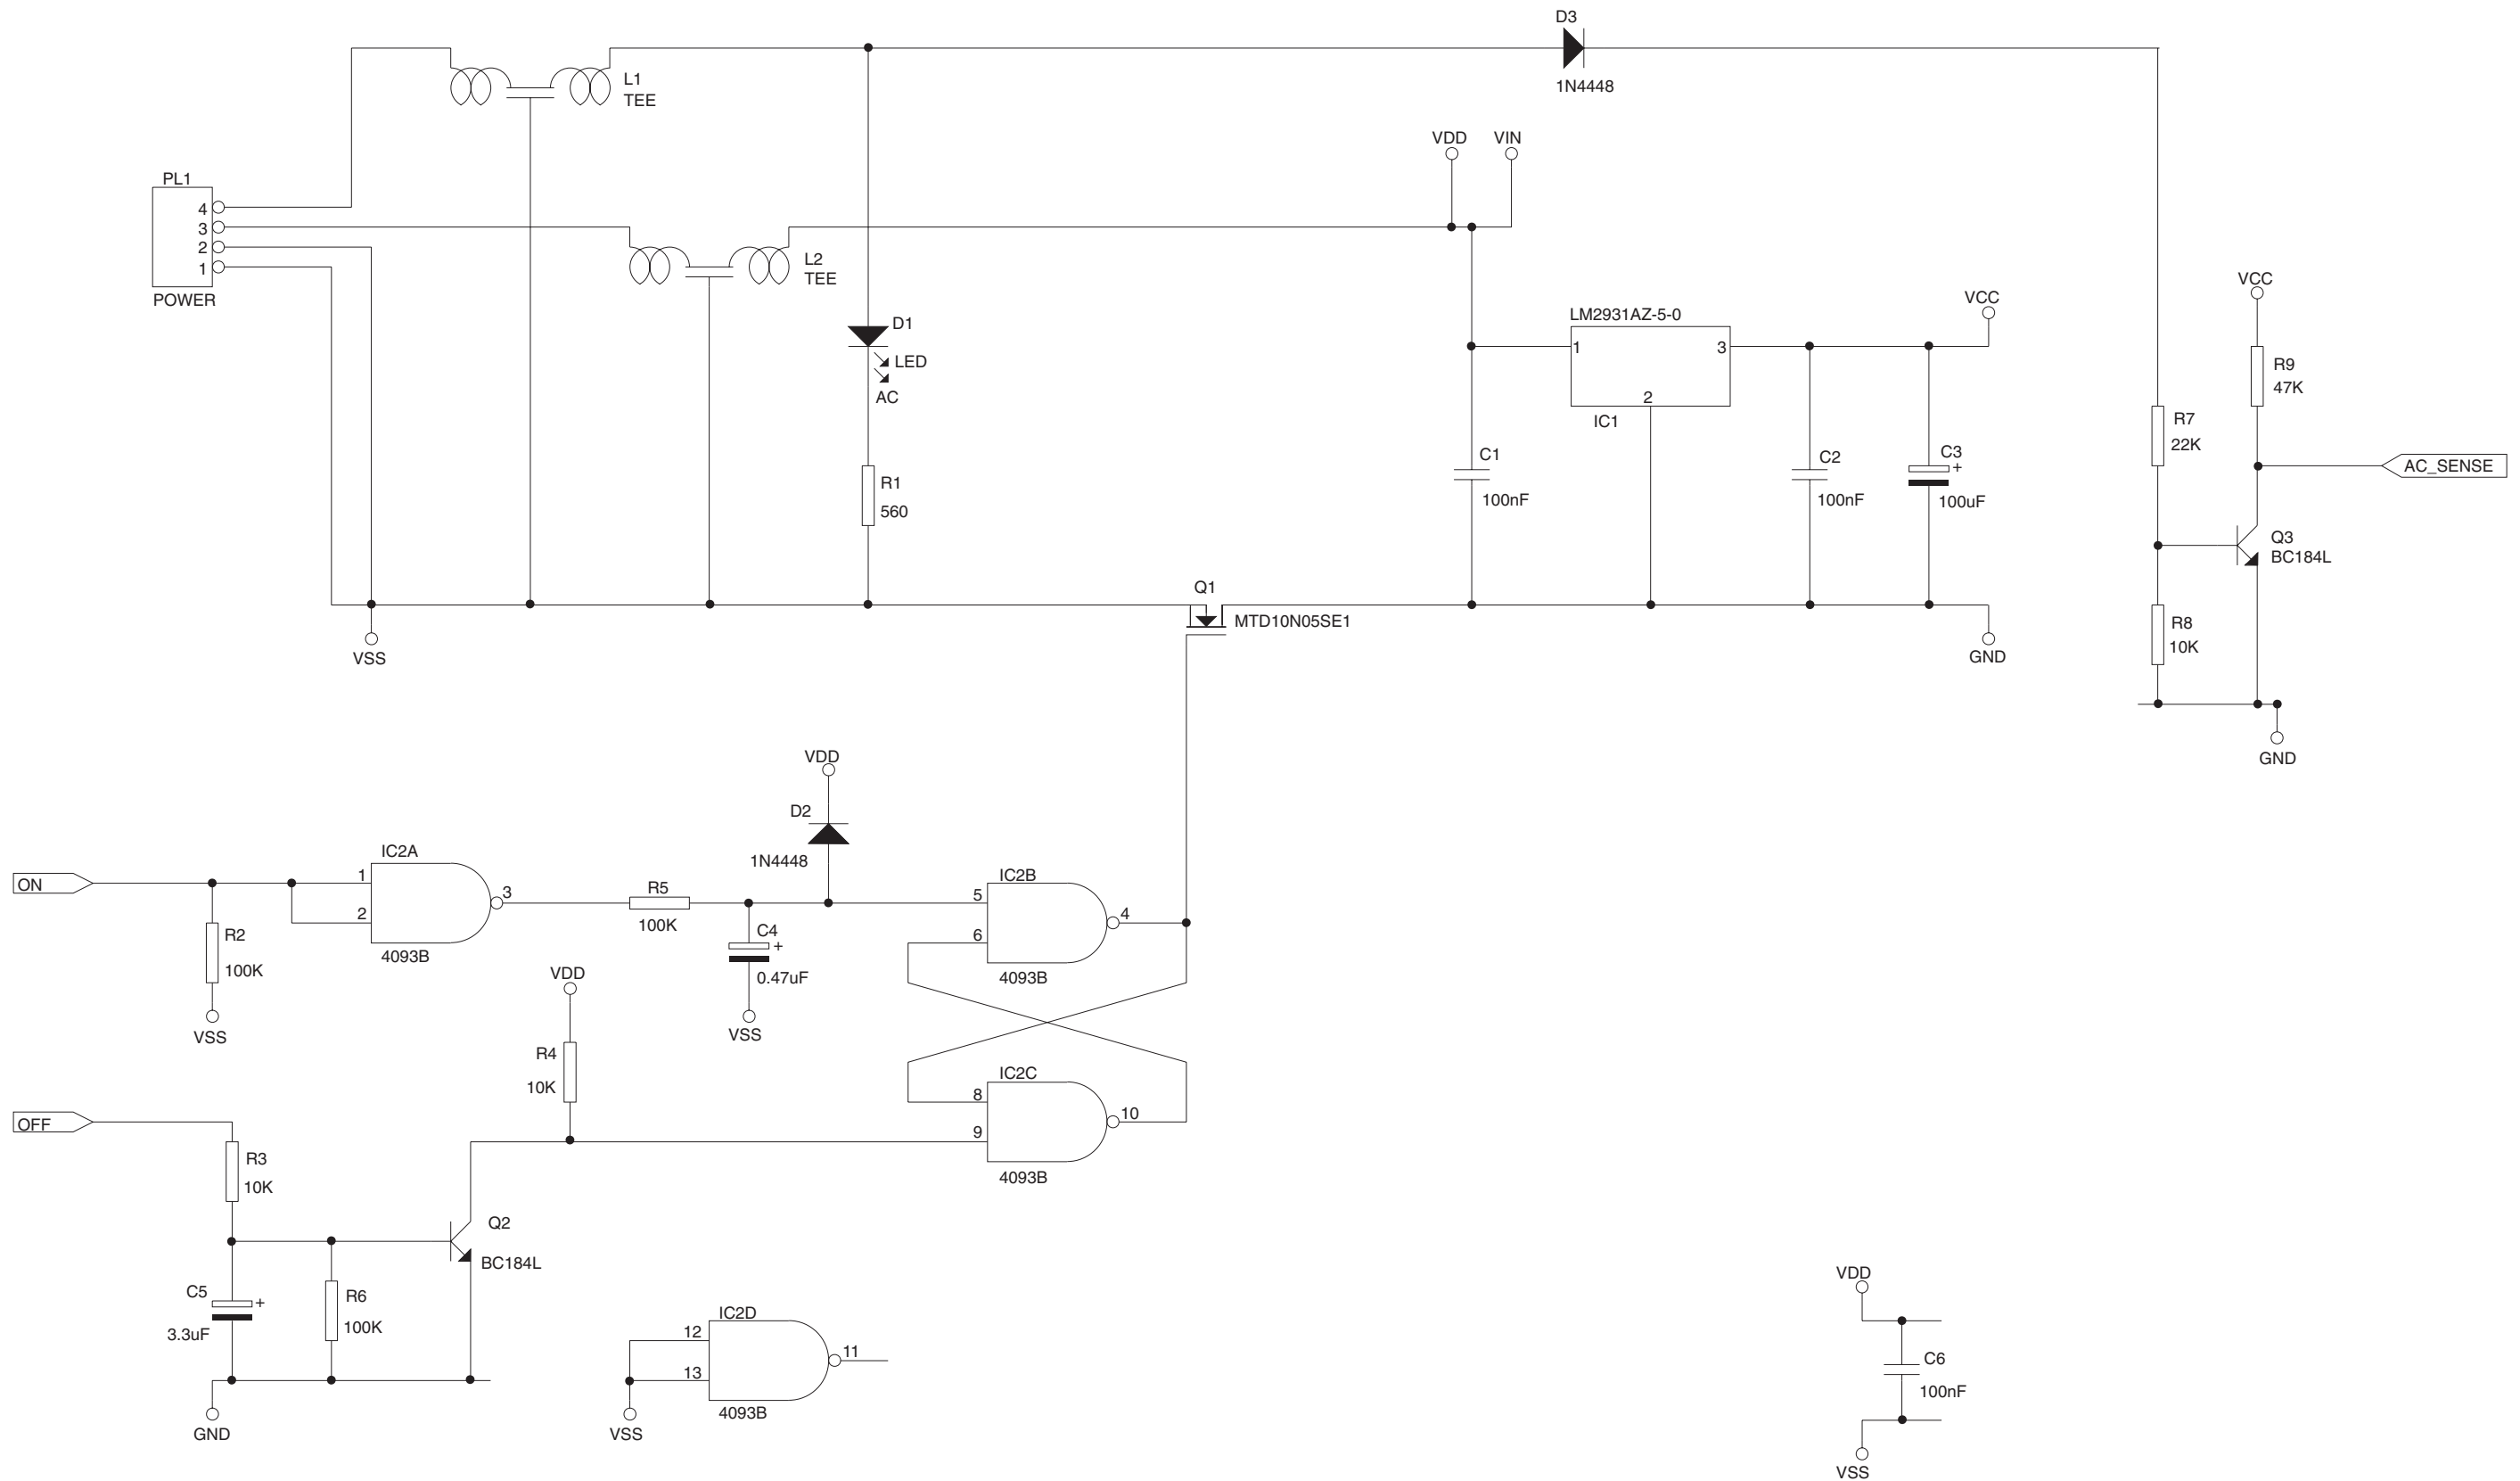 D3
1N4448
L1
TEE
VDD
VIN
PL1
4
3
2
1
POWER
L2
TEE
D1
LED
AC
R1
560
LM2931AZ-5-0
1
3
2
IC1
VCC
VCC
R9
47K
R7
22K
AC_SENSE
C1
100nF
C2
100nF
C3
+
100uF
Q3
BC184L
Q1
MTD10N05SE1
R8
10K
VSS
GND
GND
VDD
D2
1N4448
ON
IC2A
1
2
3
4093B
R2
100K
VSS
R5
100K
C4
+
0.47uF
VSS
IC2B
5
6
4
4093B
VDD
R4
10K
IC2C
8
9
10
4093B
OFF
R3
10K
Q2
BC184L
C5
+
3.3uF
R6
100K
GND
IC2D
12
13
11
4093B
VSS
VDD
C6
100nF
VSS